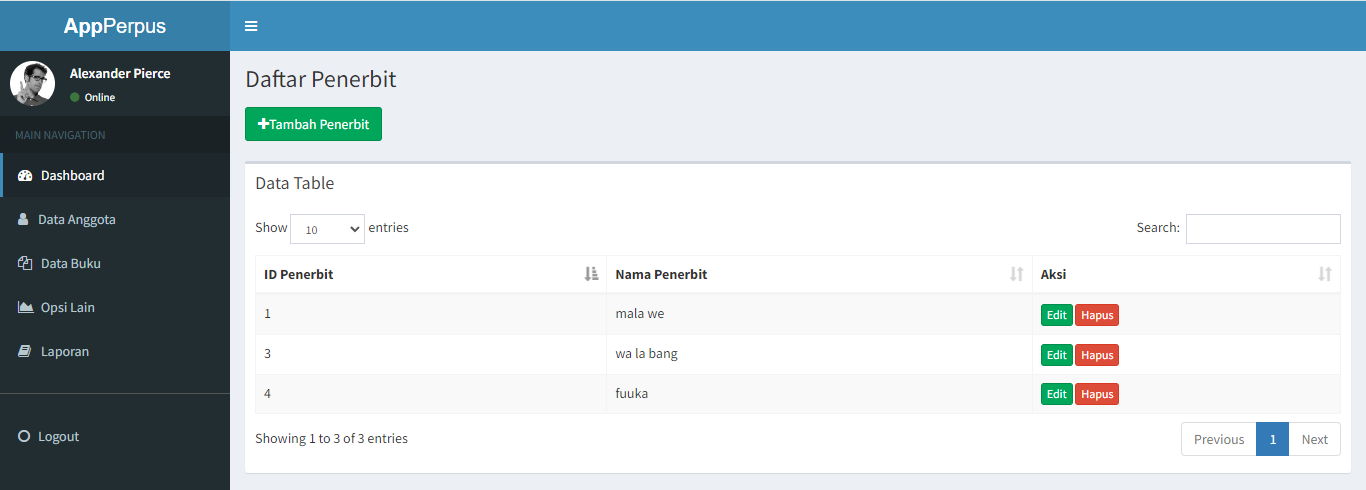 AppPerpus
Alexander Pierce
Online
MAIN NAVIGATION
Dashboard
Data Anggota
Data Buku
Opsi Lain
Laporan
Logout
Daftar Penerbit
+Tambah Penerbit
Data Table
Show 10 entries Search:
ID Penerbit Nama Penerbit Aksi
1 mala we Edit Hapus
3 wa la bang Edit Hapus
4 fuuka Edit Hapus
Showing 1 to 3 of 3 entries Previous 1 Next